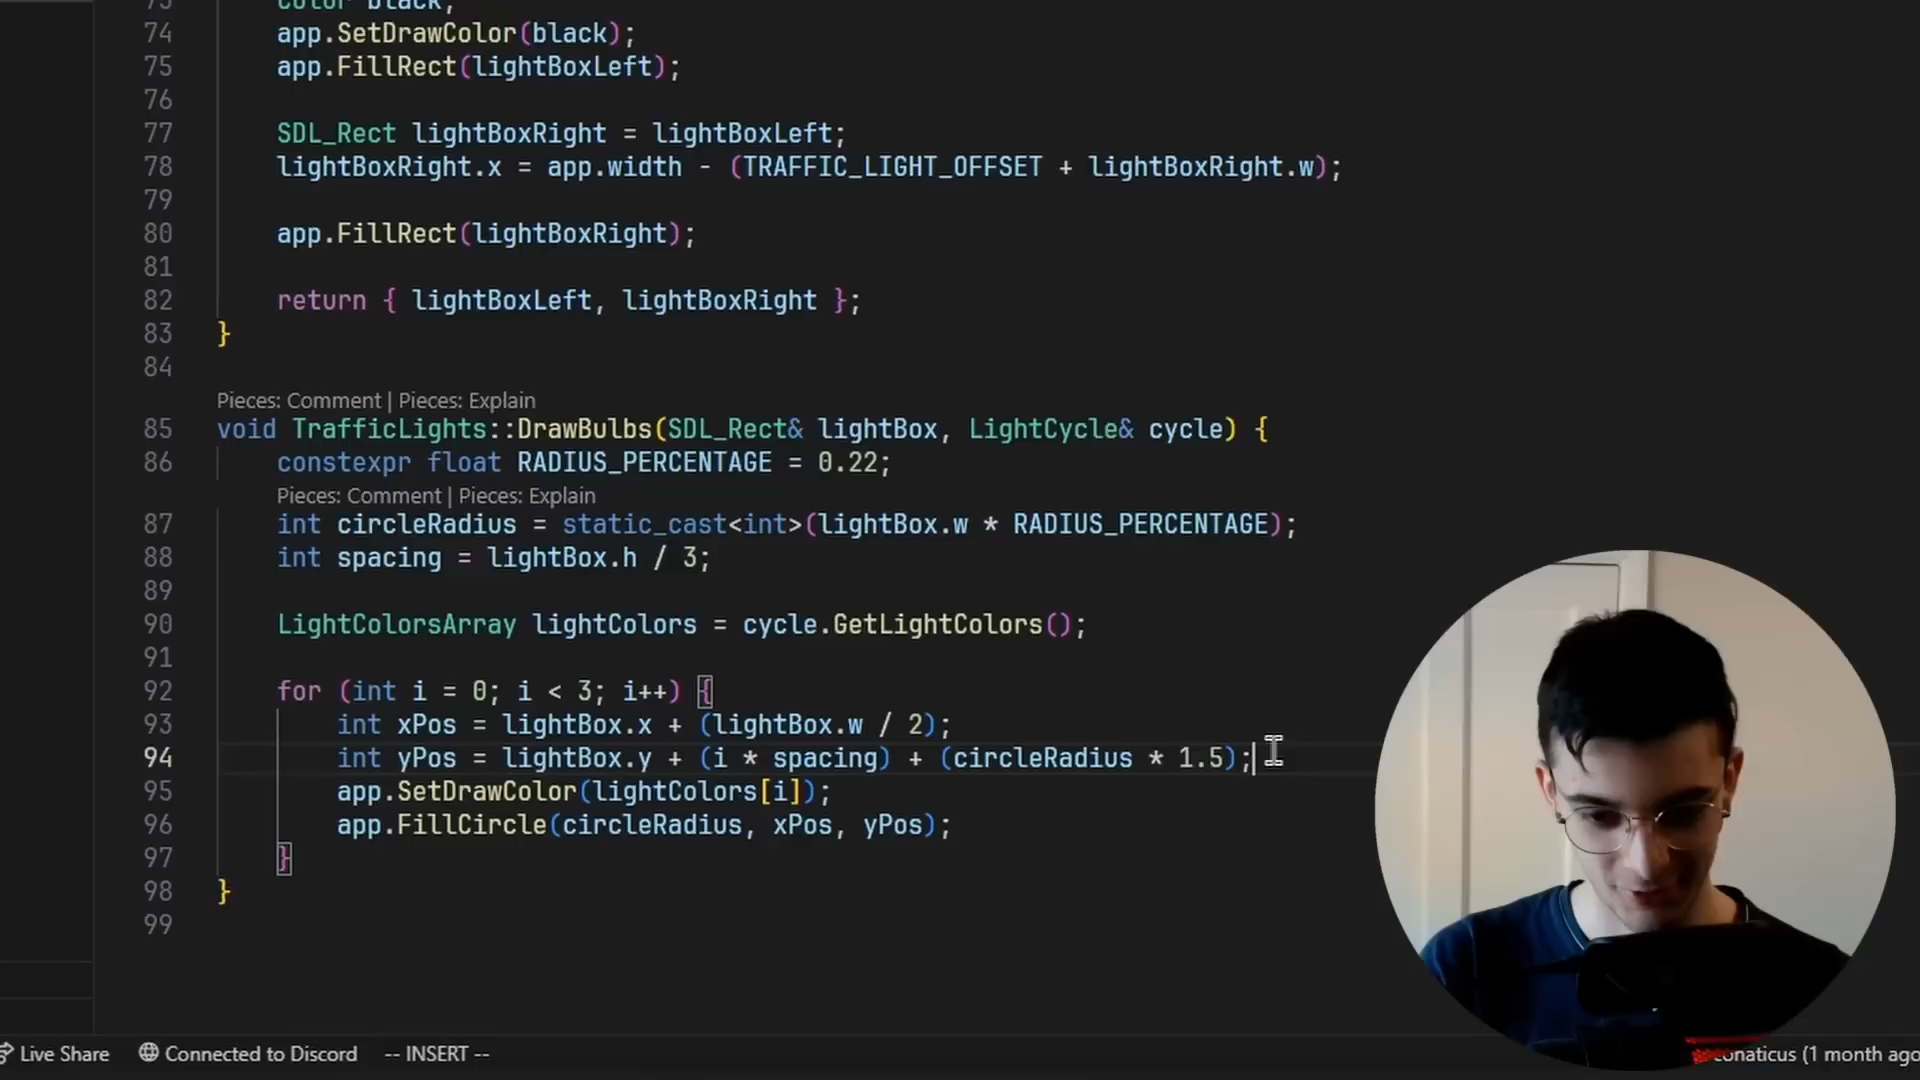 73 Color black;
74 app.SetDrawColor(black);
75 app.FillRect(lightBoxLeft);
76
77 SDL_Rect lightBoxRight = lightBoxLeft;
78 lightBoxRight.x = app.width - (TRAFFIC_LIGHT_OFFSET + lightBoxRight.w);
79
80 app.FillRect(lightBoxRight);
81
82 return { lightBoxLeft, lightBoxRight };
83 }
84
Pieces: Comment | Pieces: Explain
85 void TrafficLights::DrawBulbs(SDL_Rect& lightBox, LightCycle& cycle) {
86 constexpr float RADIUS_PERCENTAGE = 0.22;
Pieces: Comment | Pieces: Explain
87 int circleRadius = static_cast<int>(lightBox.w * RADIUS_PERCENTAGE);
88 int spacing = lightBox.h / 3;
89
90 LightColorsArray lightColors = cycle.GetLightColors();
91
92 for (int i = 0; i < 3; i++) {
93 int xPos = lightBox.x + (lightBox.w / 2);
94 int yPos = lightBox.y + (i * spacing) + (circleRadius * 1.5);
95 app.SetDrawColor(lightColors[i]);
96 app.FillCircle(circleRadius, xPos, yPos);
97 }
98 }
99
Live Share Connected to Discord -- INSERT -- conaticus (1 month ago